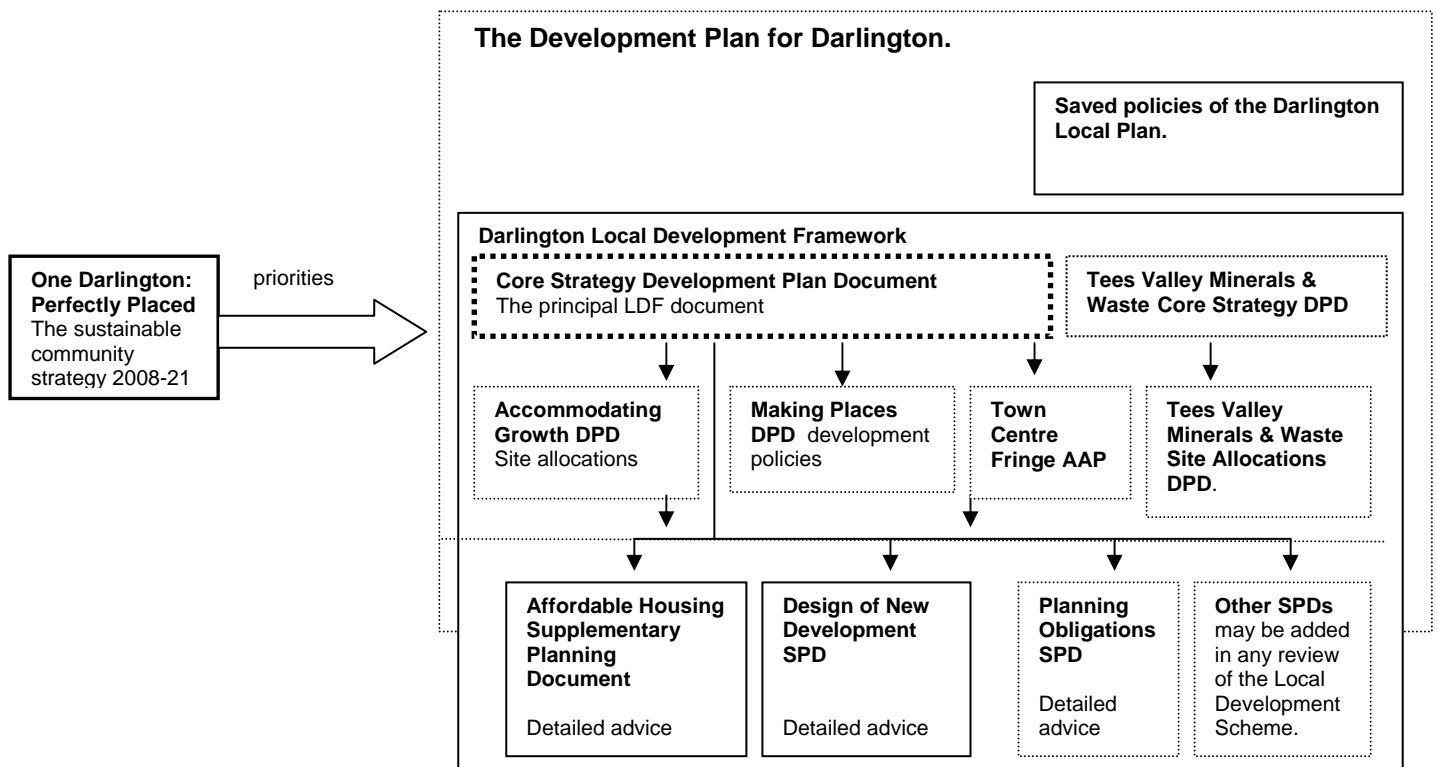 The Development Plan for Darlington.
Saved policies of the Darlington
Local Plan.
One Darlington:
Perfectly Placed
The sustainable
community
strategy 2008-21
priorities
Darlington Local Development Framework
Core Strategy Development Plan Document
The principal LDF document
Tees Valley Minerals &
Waste Core Strategy DPD
Accommodating
Growth DPD
Site allocations
Making Places
DPD development
policies
Town
Centre
Fringe AAP
Tees Valley
Minerals & Waste
Site Allocations
DPD.
Affordable Housing
Supplementary
Planning
Document
Detailed advice
Design of New
Development
SPD
Detailed advice
Planning
Obligations
SPD
Detailed
advice
Other SPDs
may be added
in any review
of the Local
Development
Scheme.